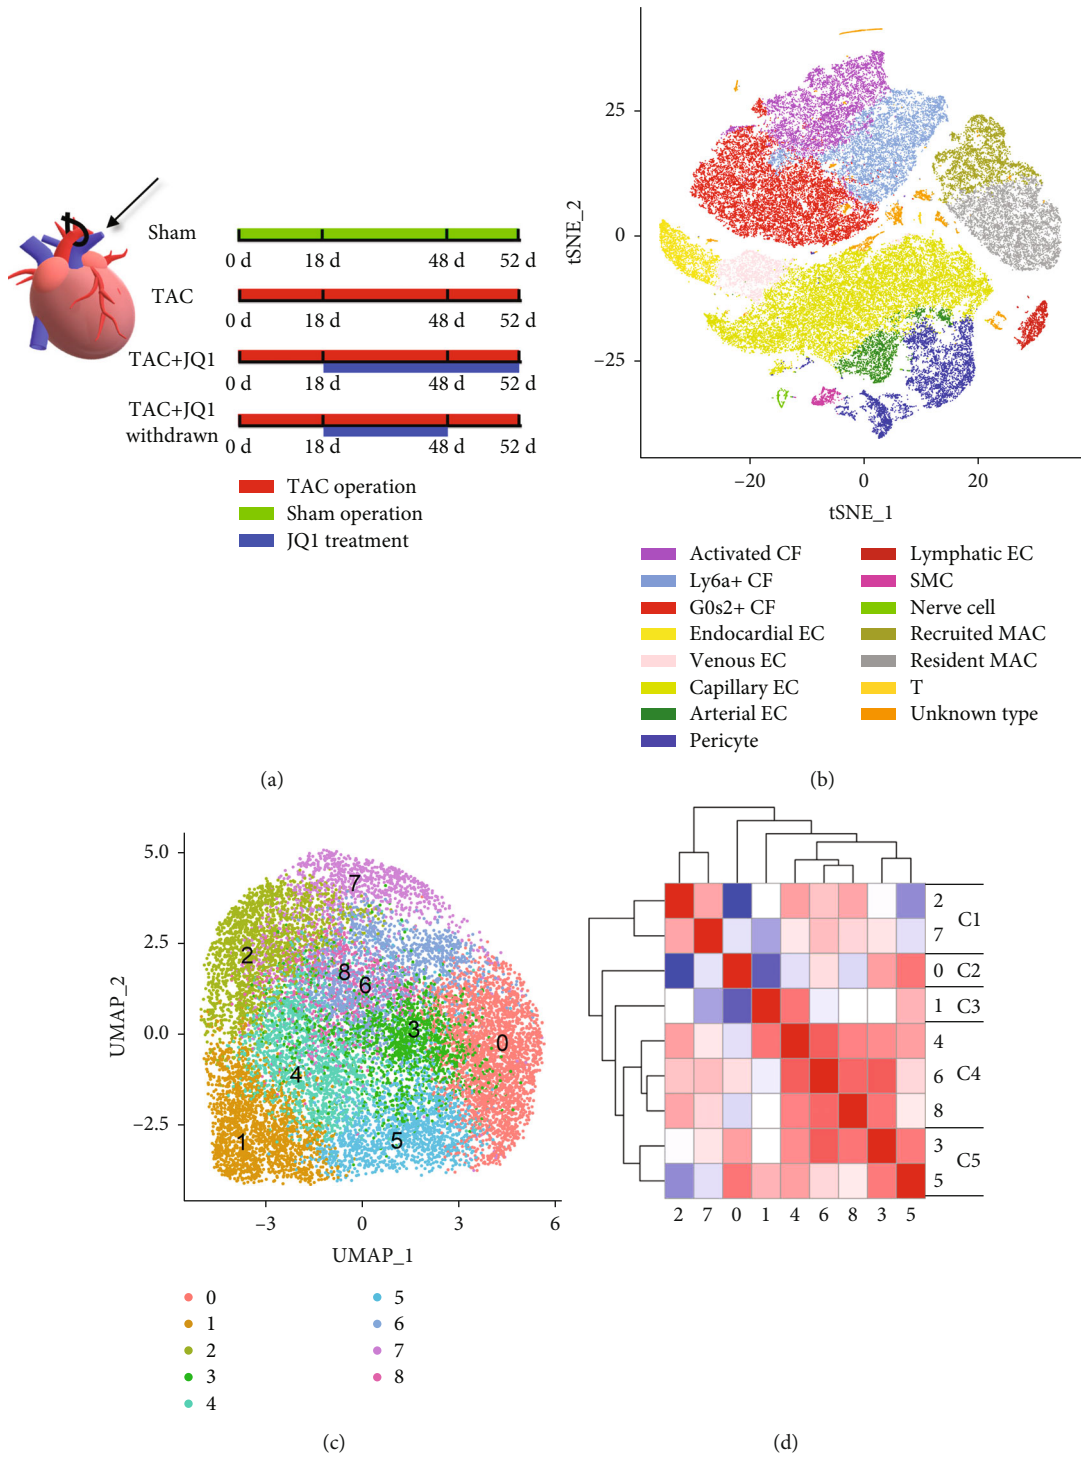 Sham
0 d 18 d 48 d 52 d
TAC
0 d 18 d 48 d 52 d
TAC+JQ1
0 d 18 d 48 d 52 d
TAC+JQ1
withdrawn
0 d 18 d 48 d 52 d
TAC operation
Sham operation
JQ1 treatment
(a)
tSNE_2
25
0
−25
−20 0 20
tSNE_1
Activated CF
Ly6a+ CF
G0s2+ CF
Endocardial EC
Venous EC
Capillary EC
Arterial EC
Pericyte
Lymphatic EC
SMC
Nerve cell
Recruited MAC
Resident MAC
T
Unknown type
(b)
UMAP_2
5.0
2.5
0.0
−2.5
7
2
8
6
3
0
4
1
5
−3 0 3 6
UMAP_1
0
1
2
3
4
5
6
7
8
(c)
2
7
C1
0 C2
1 C3
4
6
8
C4
3
5
C5
2 7 0 1 4 6 8 3 5
(d)